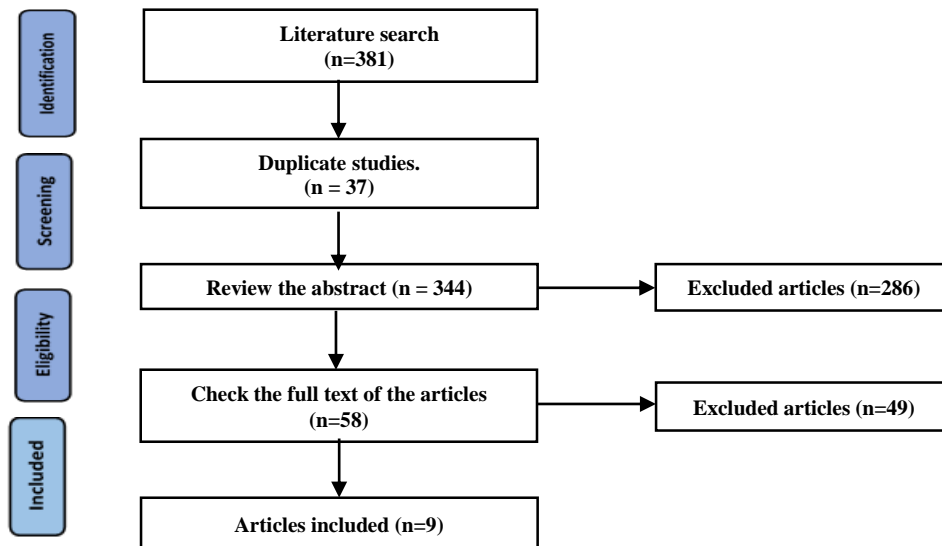 Identification
Literature search
(n=381)
Screening
Duplicate studies.
(n = 37)
Review the abstract (n = 344)
Excluded articles (n=286)
Eligibility
Check the full text of the articles
(n=58)
Excluded articles (n=49)
Included
Articles included (n=9)